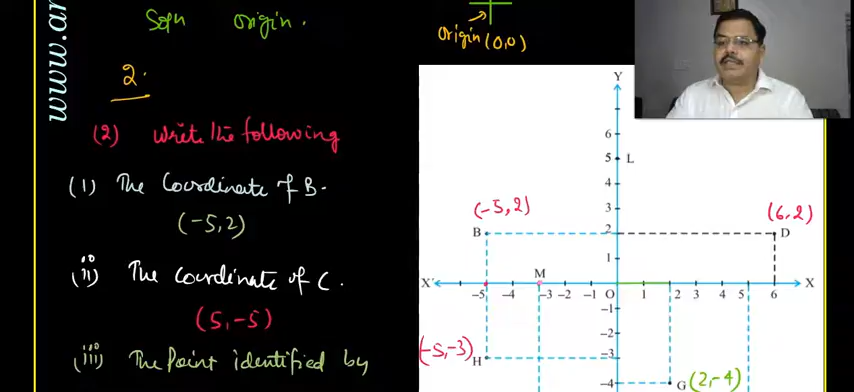 Soln Origin.
Origin (0,0)
www.ar
2.
(2) Write the following
(i) The Coordinate of B.
(-5,2)
(ii) The Coordinate of C.
(5,-5)
(iii) The Point identified by
Y
6
5 L
4
3
(-5,2) (6,2)
B 2 D
1
M
X' -5 -4 -3 -2 -1 O 1 2 3 4 5 6 X
-1
-2
(-5,-3) H -3
-4 G (2,-4)